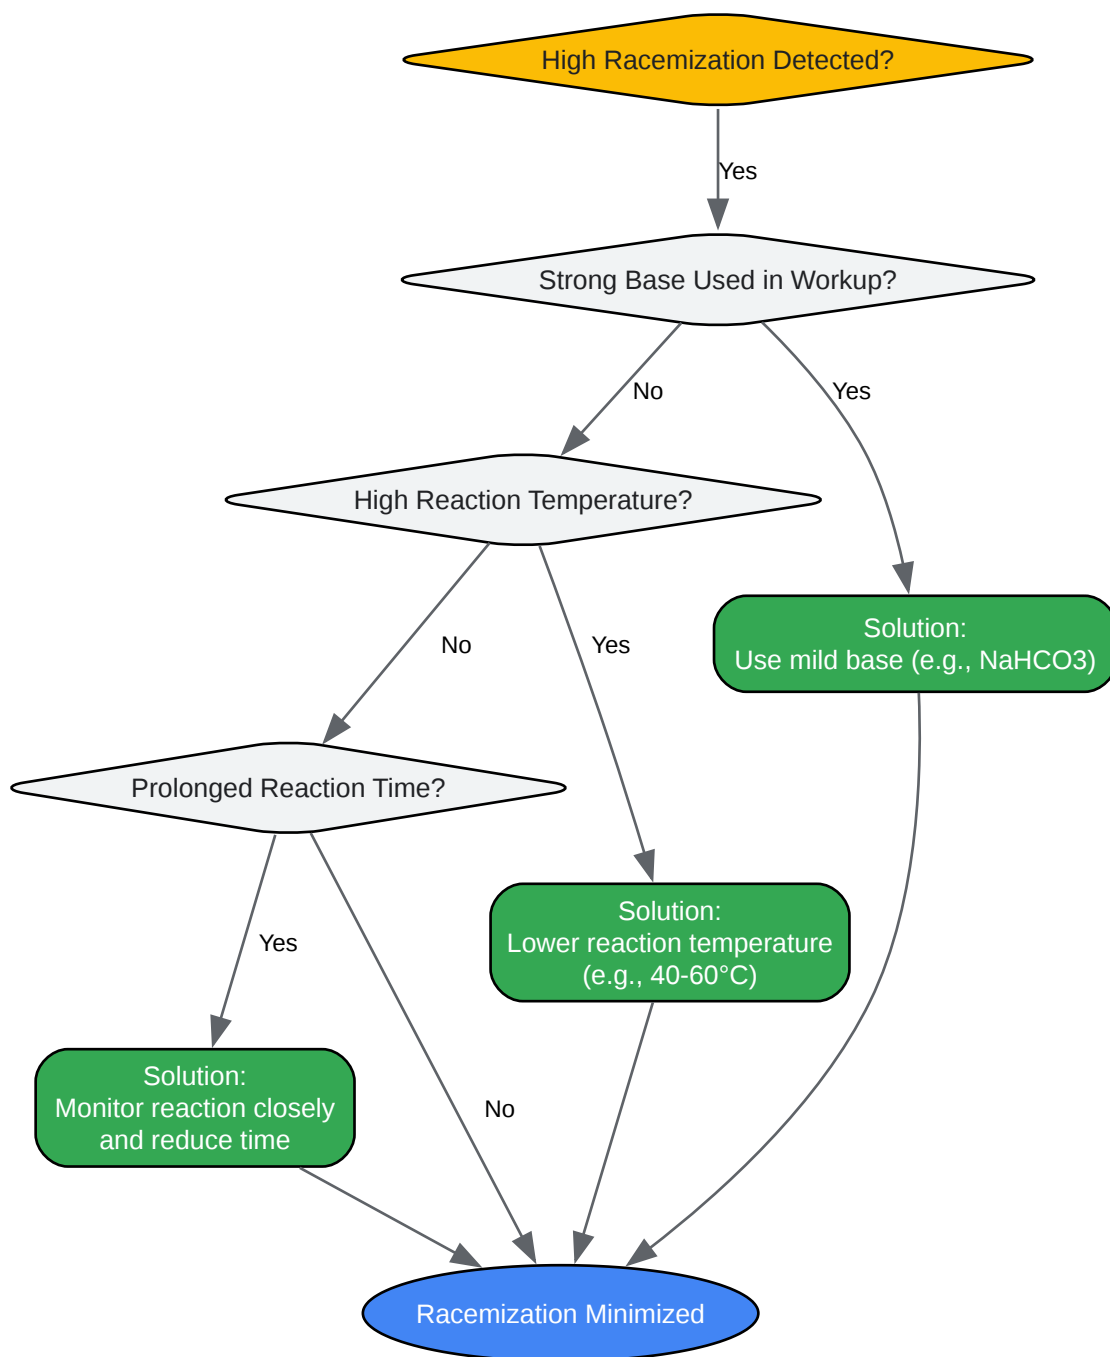 High Racemization Detected?
Yes
Strong Base Used in Workup?
No
Yes
High Reaction Temperature?
No
Yes
Solution:
Use mild base (e.g., NaHCO3)
Prolonged Reaction Time?
Solution:
Lower reaction temperature
(e.g., 40-60°C)
Yes
No
Solution:
Monitor reaction closely
and reduce time
Racemization Minimized